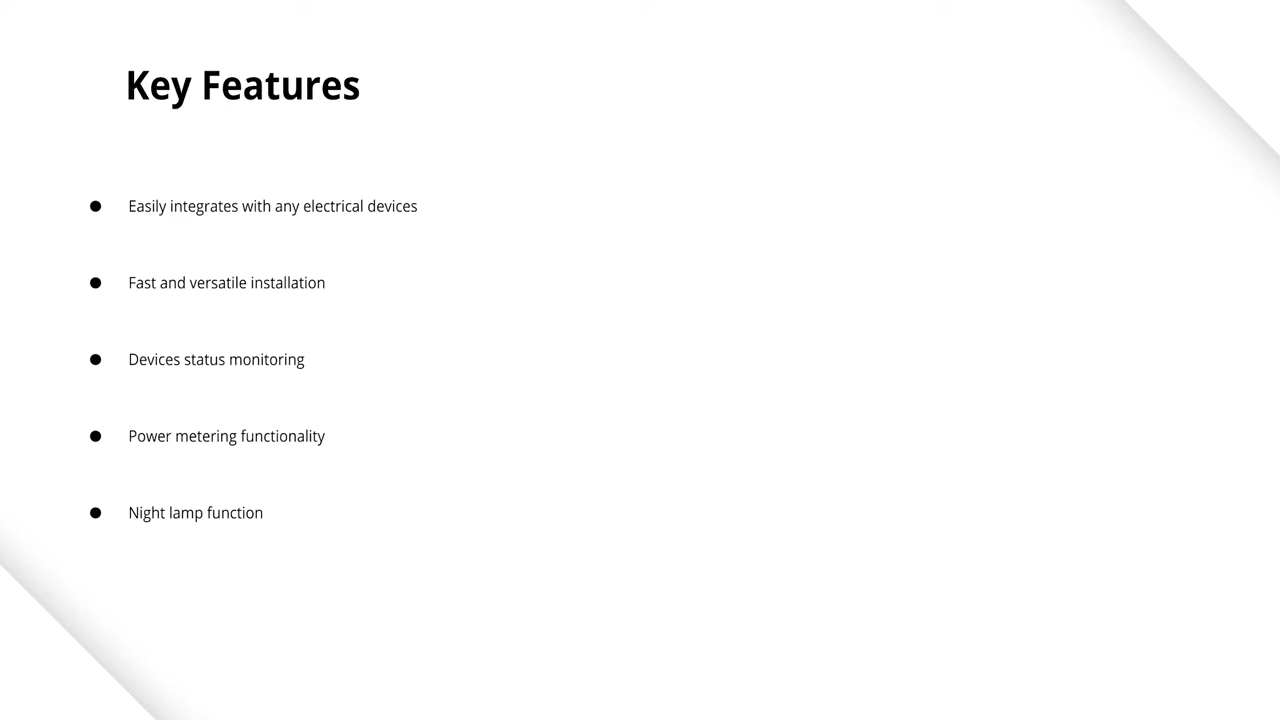 Key Features
● Easily integrates with any electrical devices
● Fast and versatile installation
● Devices status monitoring
● Power metering functionality
● Night lamp function